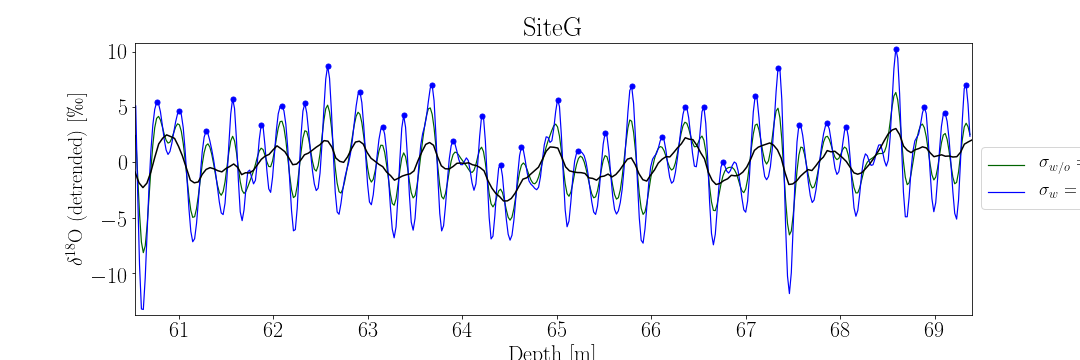 SiteG
δ¹⁸O (detrended) [‰]
10
5
0
−5
−10
61 62 63 64 65 66 67 68 69
Depth [m]
σ_{w/o} =
σ_w =